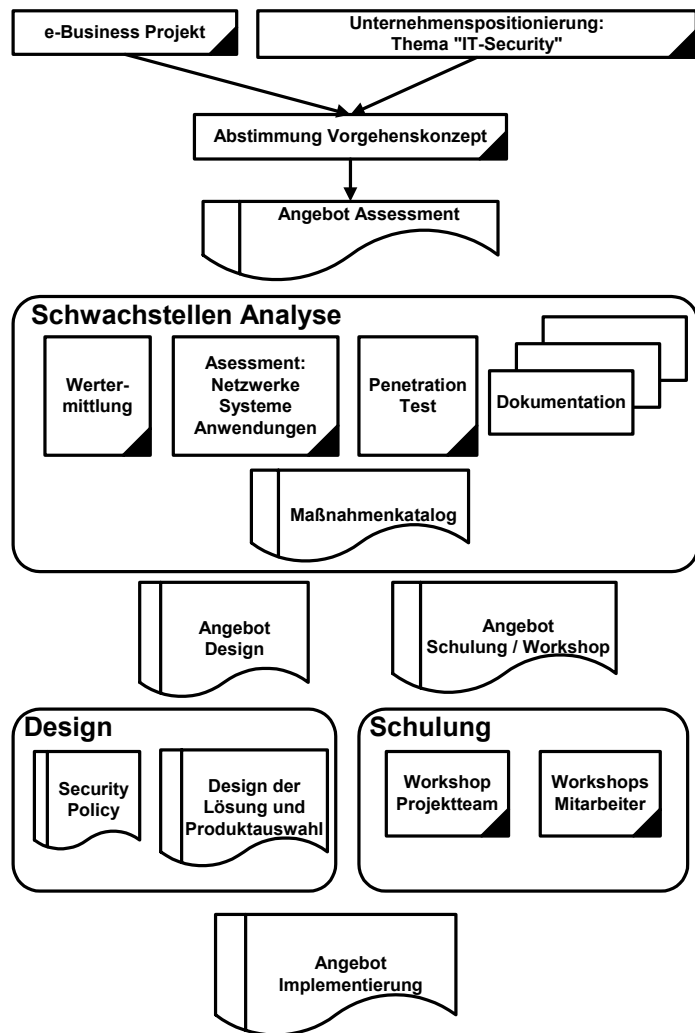 e-Business Projekt
Unternehmenspositionierung:
Thema "IT-Security"
Abstimmung Vorgehenskonzept
Angebot Assessment
Schwachstellen Analyse
Werter-
mittlung
Asessment:
Netzwerke
Systeme
Anwendungen
Penetration
Test
Dokumentation
Maßnahmenkatalog
Angebot
Design
Angebot
Schulung / Workshop
Design
Security
Policy
Design der
Lösung und
Produktauswahl
Schulung
Workshop
Projektteam
Workshops
Mitarbeiter
Angebot
Implementierung